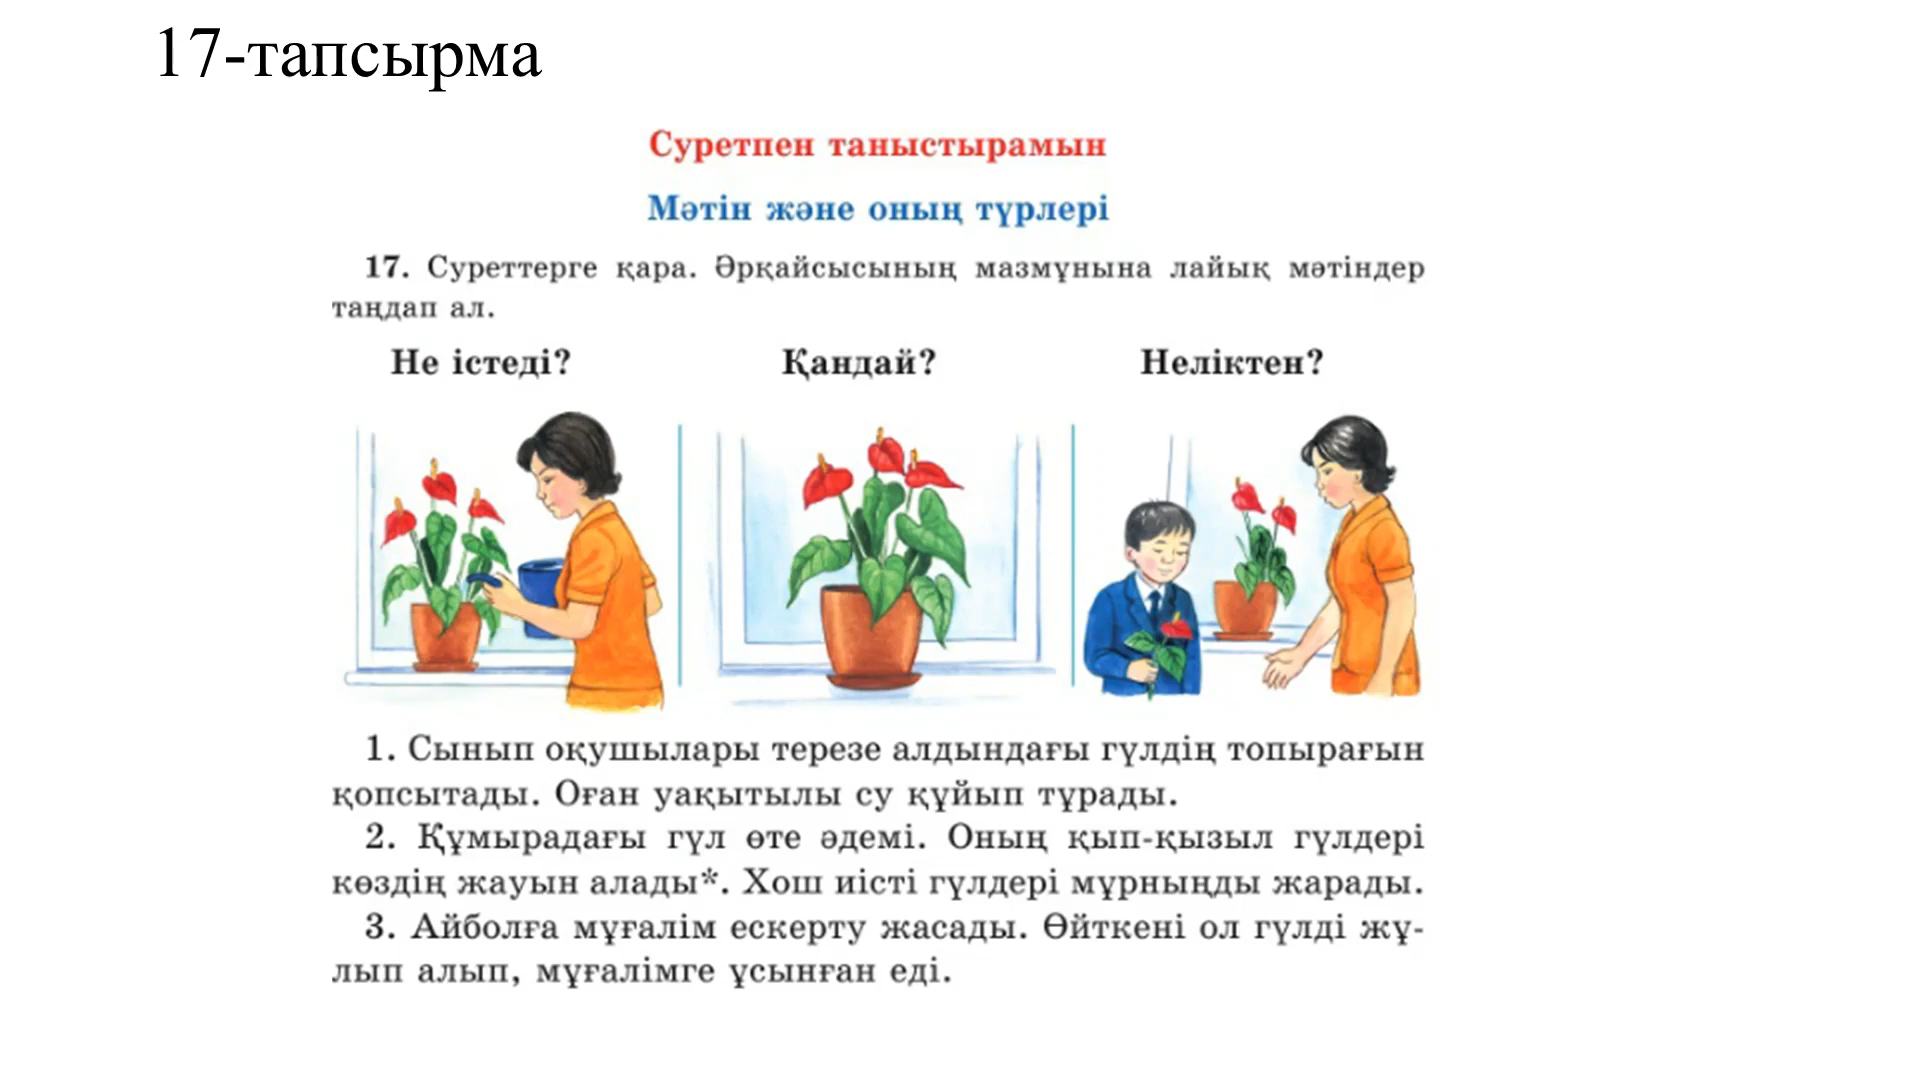 17-тапсырма
Суретпен таныстырамын
Мәтін және оның түрлері
17. Суреттерге қара. Әрқайсысының мазмұнына лайық мәтіндер
таңдап ал.
Не істеді? Қандай? Неліктен?
1. Сынып оқушылары терезе алдындағы гүлдің топырағын
қопсытады. Оған уақытылы су құйып тұрады.
2. Құмырадағы гүл өте әдемі. Оның қып-қызыл гүлдері
көздің жауын алады*. Хош иісті гүлдері мұрныңды жарады.
3. Айболға мұғалім ескерту жасады. Өйткені ол гүлді жұ-
лып алып, мұғалімге ұсынған еді.